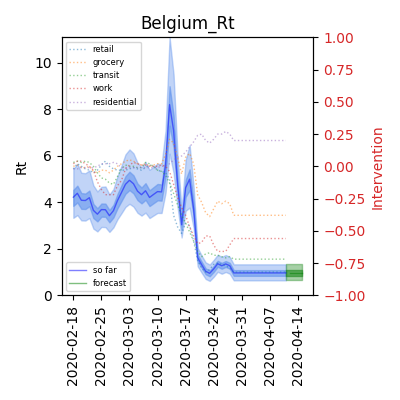 Belgium_Rt
Rt
10
8
6
4
2
0
retail
grocery
transit
work
residential
so far
forecast
1.00
0.75
0.50
0.25
0.00
−0.25
−0.50
−0.75
−1.00
Intervention
2020-02-18
2020-02-25
2020-03-03
2020-03-10
2020-03-17
2020-03-24
2020-03-31
2020-04-07
2020-04-14